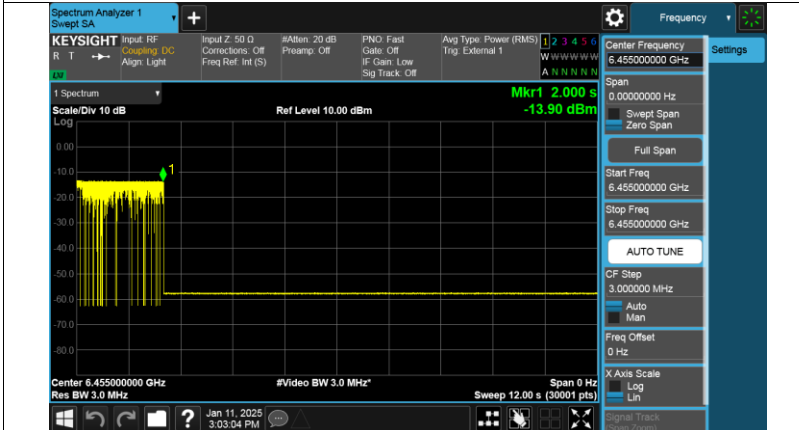 Spectrum Analyzer 1
Swept SA
+
Frequency
KEYSIGHT
R T
LXI
Input: RF
Coupling: DC
Align: Light
Input Z: 50 Ω
Corrections: Off
Freq Ref: Int (S)
#Atten: 20 dB
Preamp: Off
PNO: Fast
Gate: Off
IF Gain: Low
Sig Track: Off
Avg Type: Power (RMS)
Trig: External 1
1 2 3 4 5 6
W W W W W W
A N N N N N
1 Spectrum
Scale/Div 10 dB
Ref Level 10.00 dBm
Mkr1 2.000 s
-13.90 dBm
Log
0.00
-10.0
-20.0
-30.0
-40.0
-50.0
-60.0
-70.0
-80.0
1
Center 6.455000000 GHz
Res BW 3.0 MHz
#Video BW 3.0 MHz*
Span 0 Hz
Sweep 12.00 s (30001 pts)
?
Jan 11, 2025
3:03:04 PM
Center Frequency
6.455000000 GHz
Span
0.00000000 Hz
Swept Span
Zero Span
Full Span
Start Freq
6.455000000 GHz
Stop Freq
6.455000000 GHz
AUTO TUNE
CF Step
3.000000 MHz
Auto
Man
Freq Offset
0 Hz
X Axis Scale
Log
Lin
Signal Track
(Span Zoom)
Settings